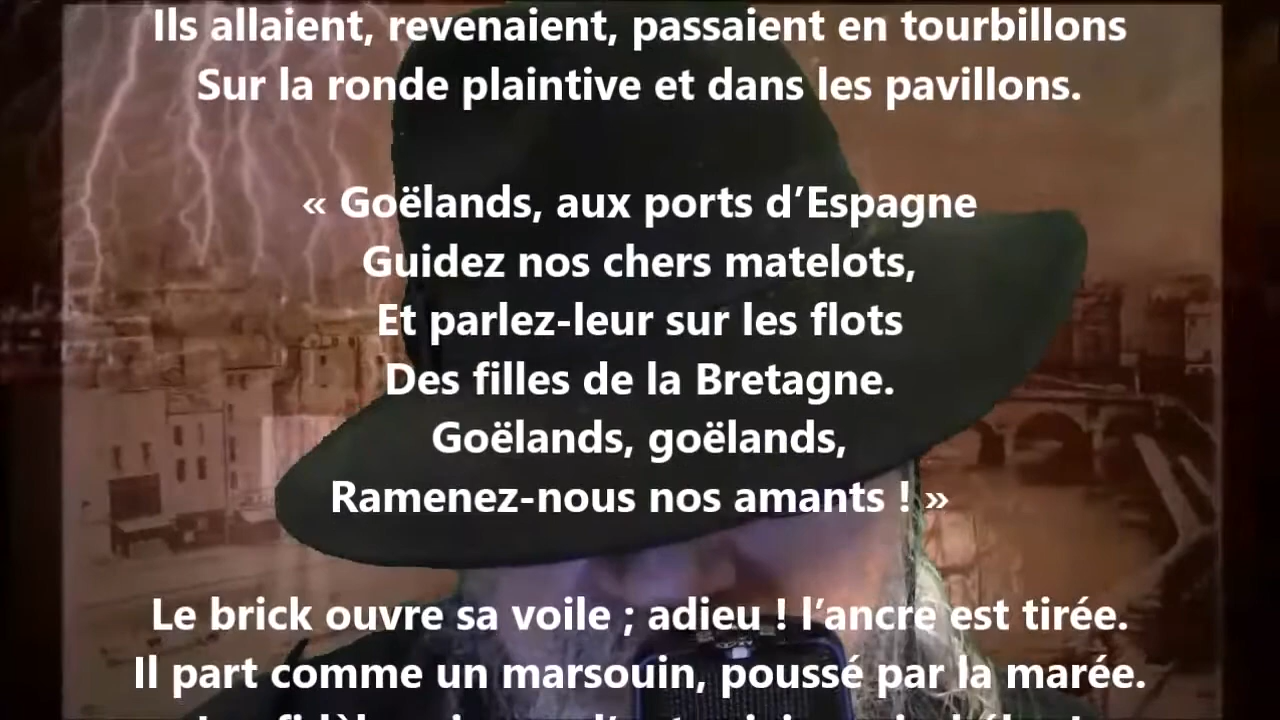 Ils allaient, revenaient, passaient en tourbillons
Sur la ronde plaintive et dans les pavillons.
« Goëlands, aux ports d’Espagne
Guidez nos chers matelots,
Et parlez-leur sur les flots
Des filles de la Bretagne.
Goëlands, goëlands,
Ramenez-nous nos amants ! »
Le brick ouvre sa voile ; adieu ! l’ancre est tirée.
Il part comme un marsouin, poussé par la marée.